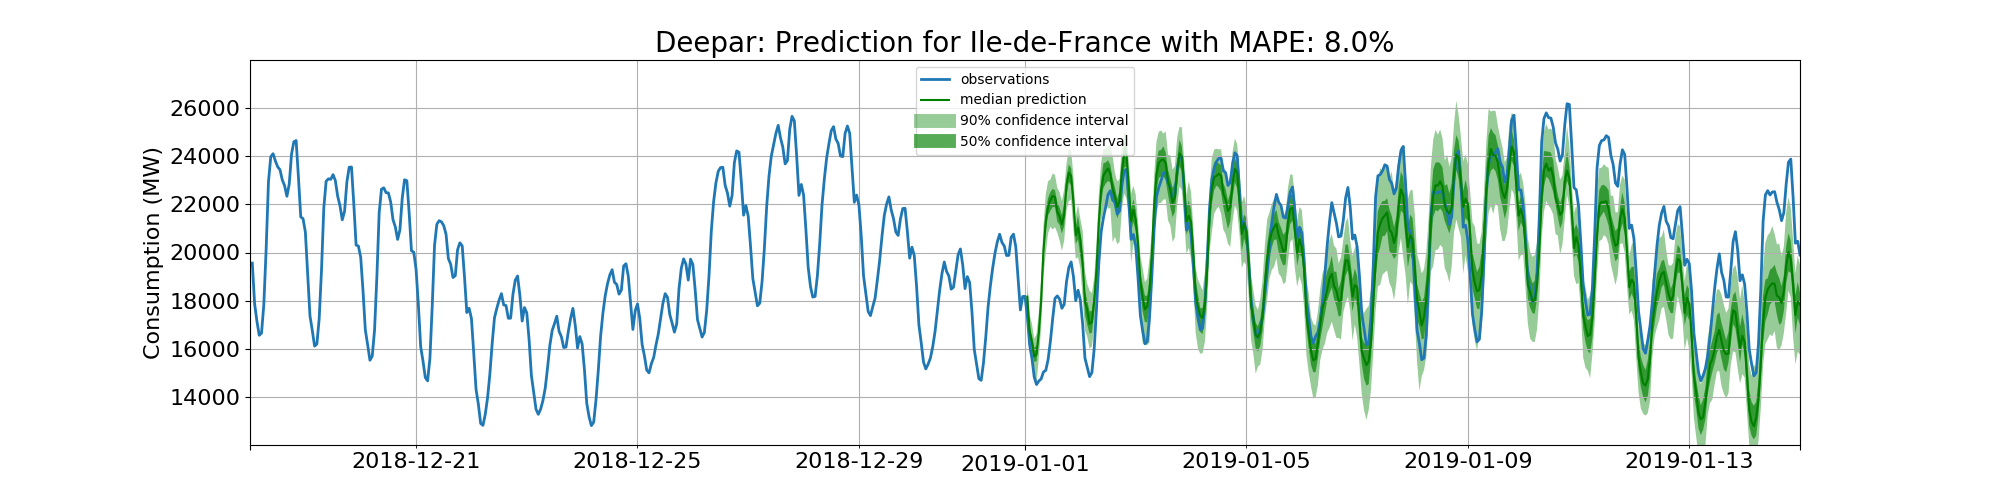 Deepar: Prediction for Ile-de-France with MAPE: 8.0%
observations
median prediction
90% confidence interval
50% confidence interval
Consumption (MW)
26000
24000
22000
20000
18000
16000
14000
2018-12-21
2018-12-25
2018-12-29
2019-01-01
2019-01-05
2019-01-09
2019-01-13